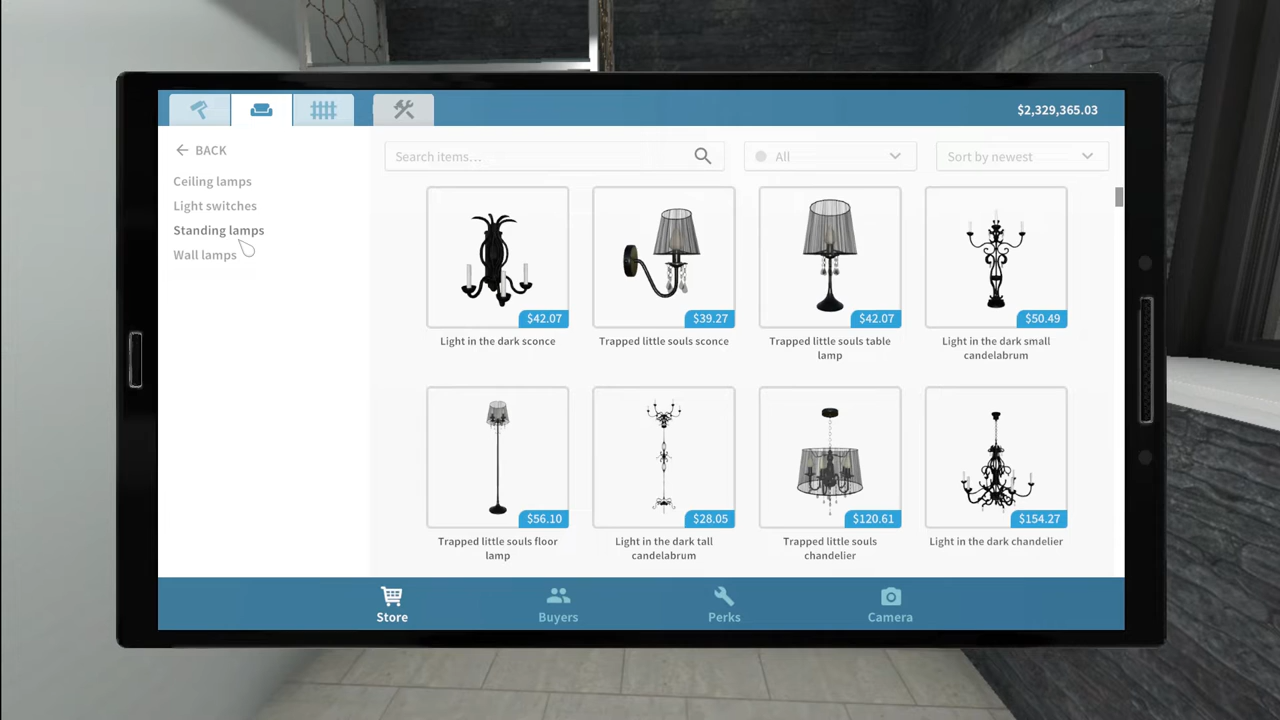 $2,329,365.03
BACK
Search items...
All
Sort by newest
Ceiling lamps
Light switches
Standing lamps
Wall lamps
$42.07
$39.27
$42.07
$50.49
Light in the dark sconce
Trapped little souls sconce
Trapped little souls table
lamp
Light in the dark small
candelabrum
$56.10
$28.05
$120.61
$154.27
Trapped little souls floor
lamp
Light in the dark tall
candelabrum
Trapped little souls
chandelier
Light in the dark chandelier
Store
Buyers
Perks
Camera